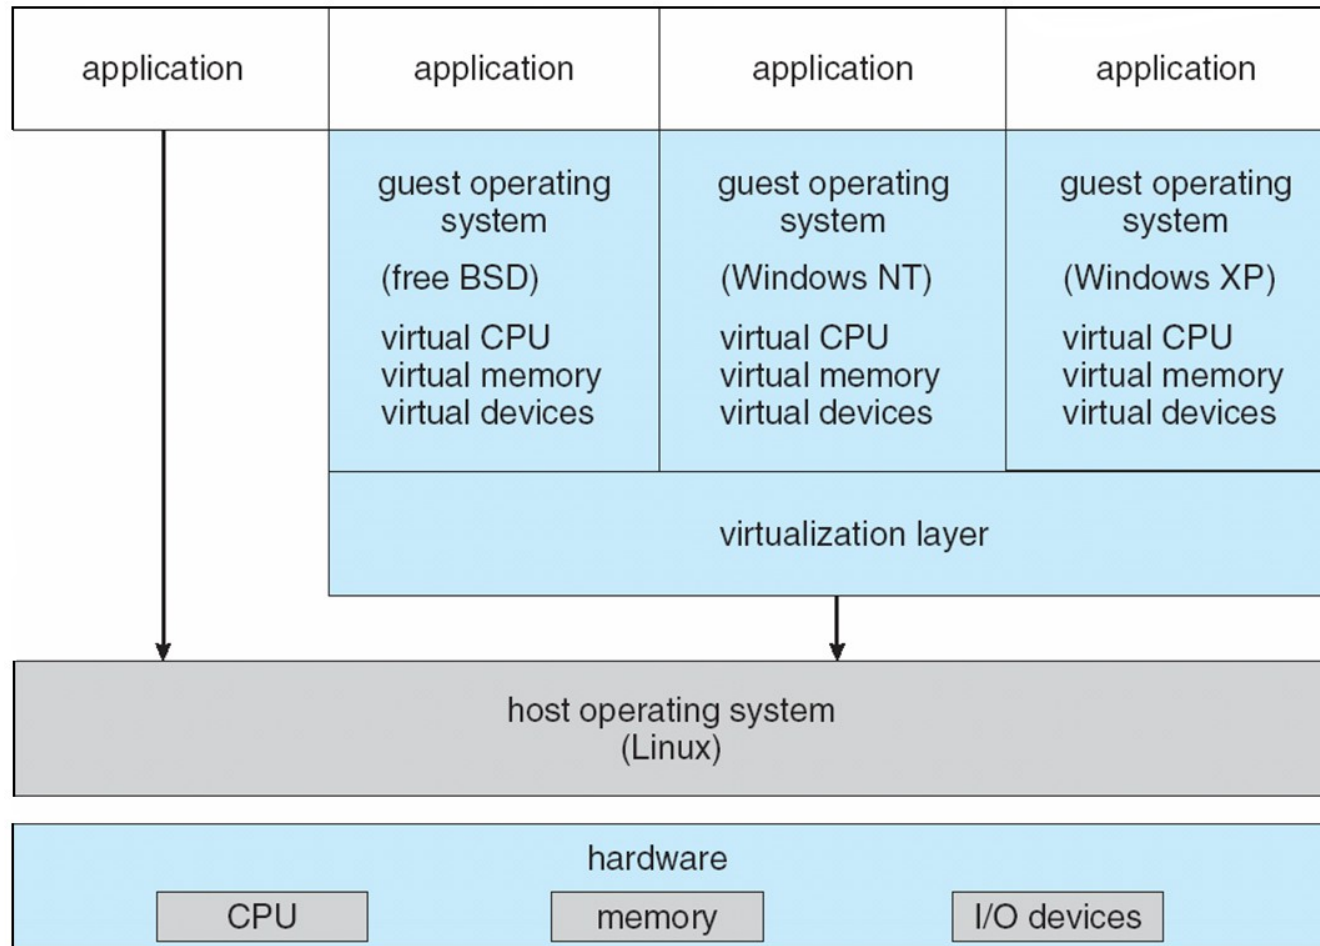 application
application
application
application
guest operating
system
(free BSD)
virtual CPU
virtual memory
virtual devices
guest operating
system
(Windows NT)
virtual CPU
virtual memory
virtual devices
guest operating
system
(Windows XP)
virtual CPU
virtual memory
virtual devices
virtualization layer
host operating system
(Linux)
hardware
CPU
memory
I/O devices